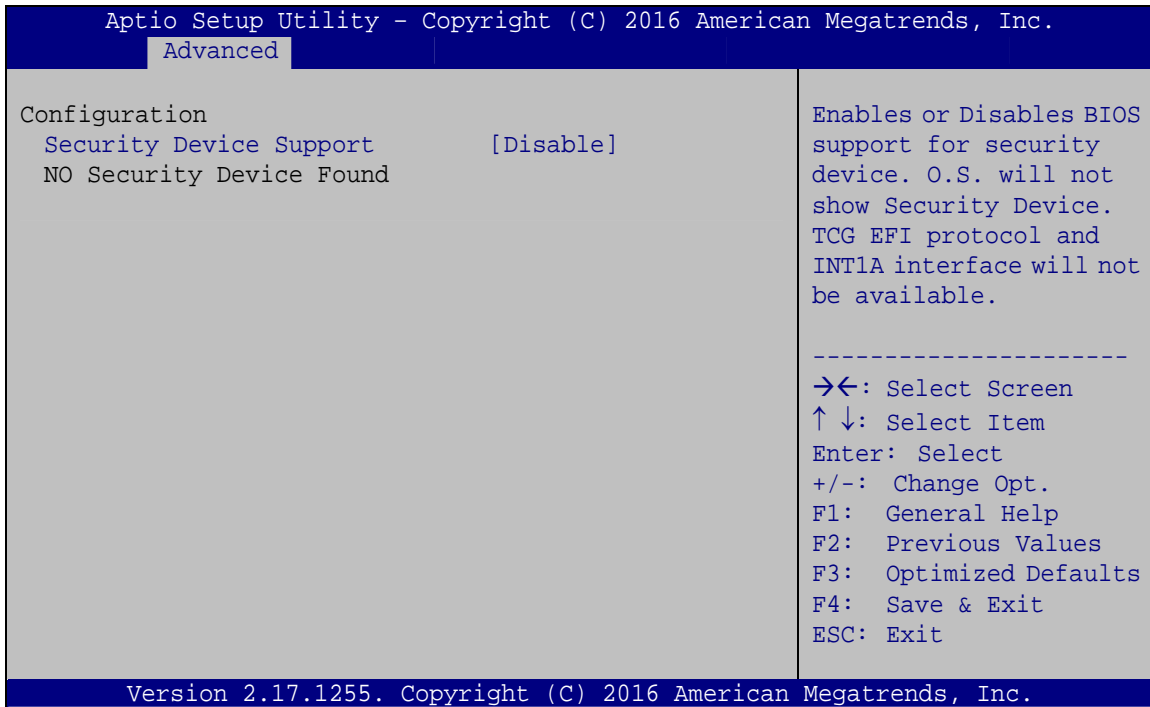 Aptio Setup Utility – Copyright (C) 2016 American Megatrends, Inc.
Advanced
Configuration
Security Device Support [Disable]
NO Security Device Found
Enables or Disables BIOS
support for security
device. O.S. will not
show Security Device.
TCG EFI protocol and
INT1A interface will not
be available.
----------------------
→←: Select Screen
↑ ↓: Select Item
Enter: Select
+/-: Change Opt.
F1: General Help
F2: Previous Values
F3: Optimized Defaults
F4: Save & Exit
ESC: Exit
Version 2.17.1255. Copyright (C) 2016 American Megatrends, Inc.